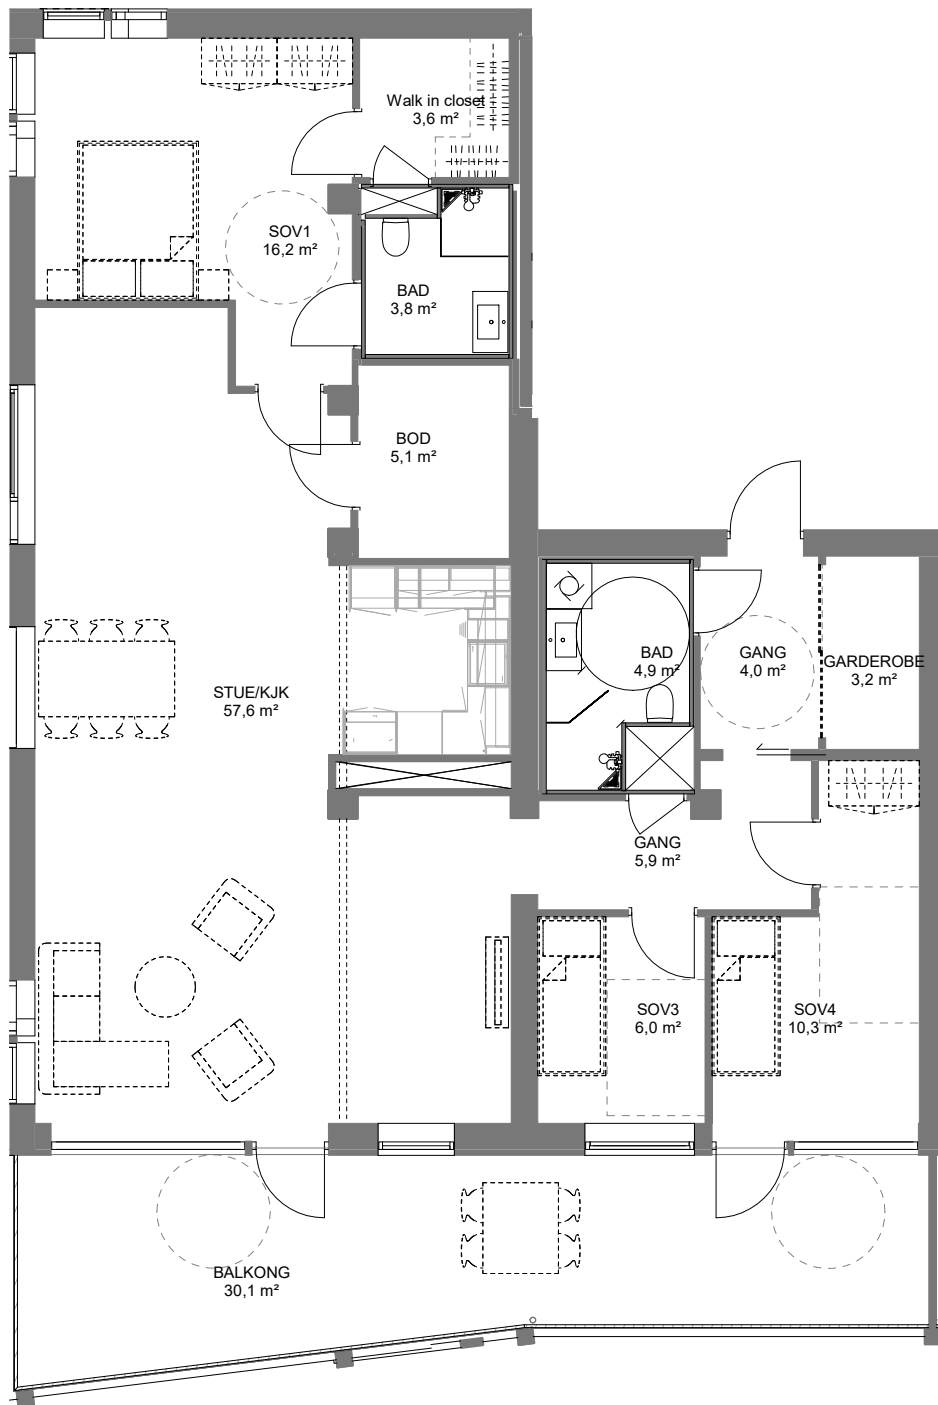 Walk in closet
3,6 m²
SOV1
16,2 m²
BAD
3,8 m²
BOD
5,1 m²
BAD
4,9 m²
GANG
4,0 m²
GARDEROBE
3,2 m²
STUE/KJK
57,6 m²
GANG
5,9 m²
SOV3
6,0 m²
SOV4
10,3 m²
BALKONG
30,1 m²